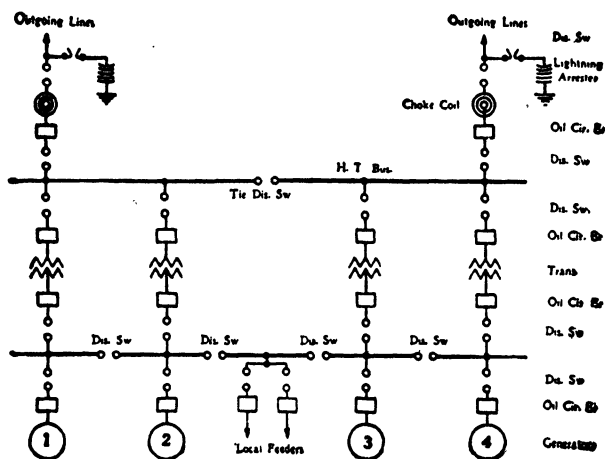 Outgoing Lines
Outgoing Lines
Dis. Sw
Lightning
Arrester
Choke Coil
Oil Cir. Br
Dis. Sw
H. T. Bus.
Tie Dis. Sw
Dis. Sw.
Oil Cir. Br
Trans
Oil Cir Br
Dis. Sw Dis. Sw Dis. Sw Dis. Sw
Dis. Sw
Dis. Sw
Oil Cir. Br
1 2 3 4
Local Feeders
Generators